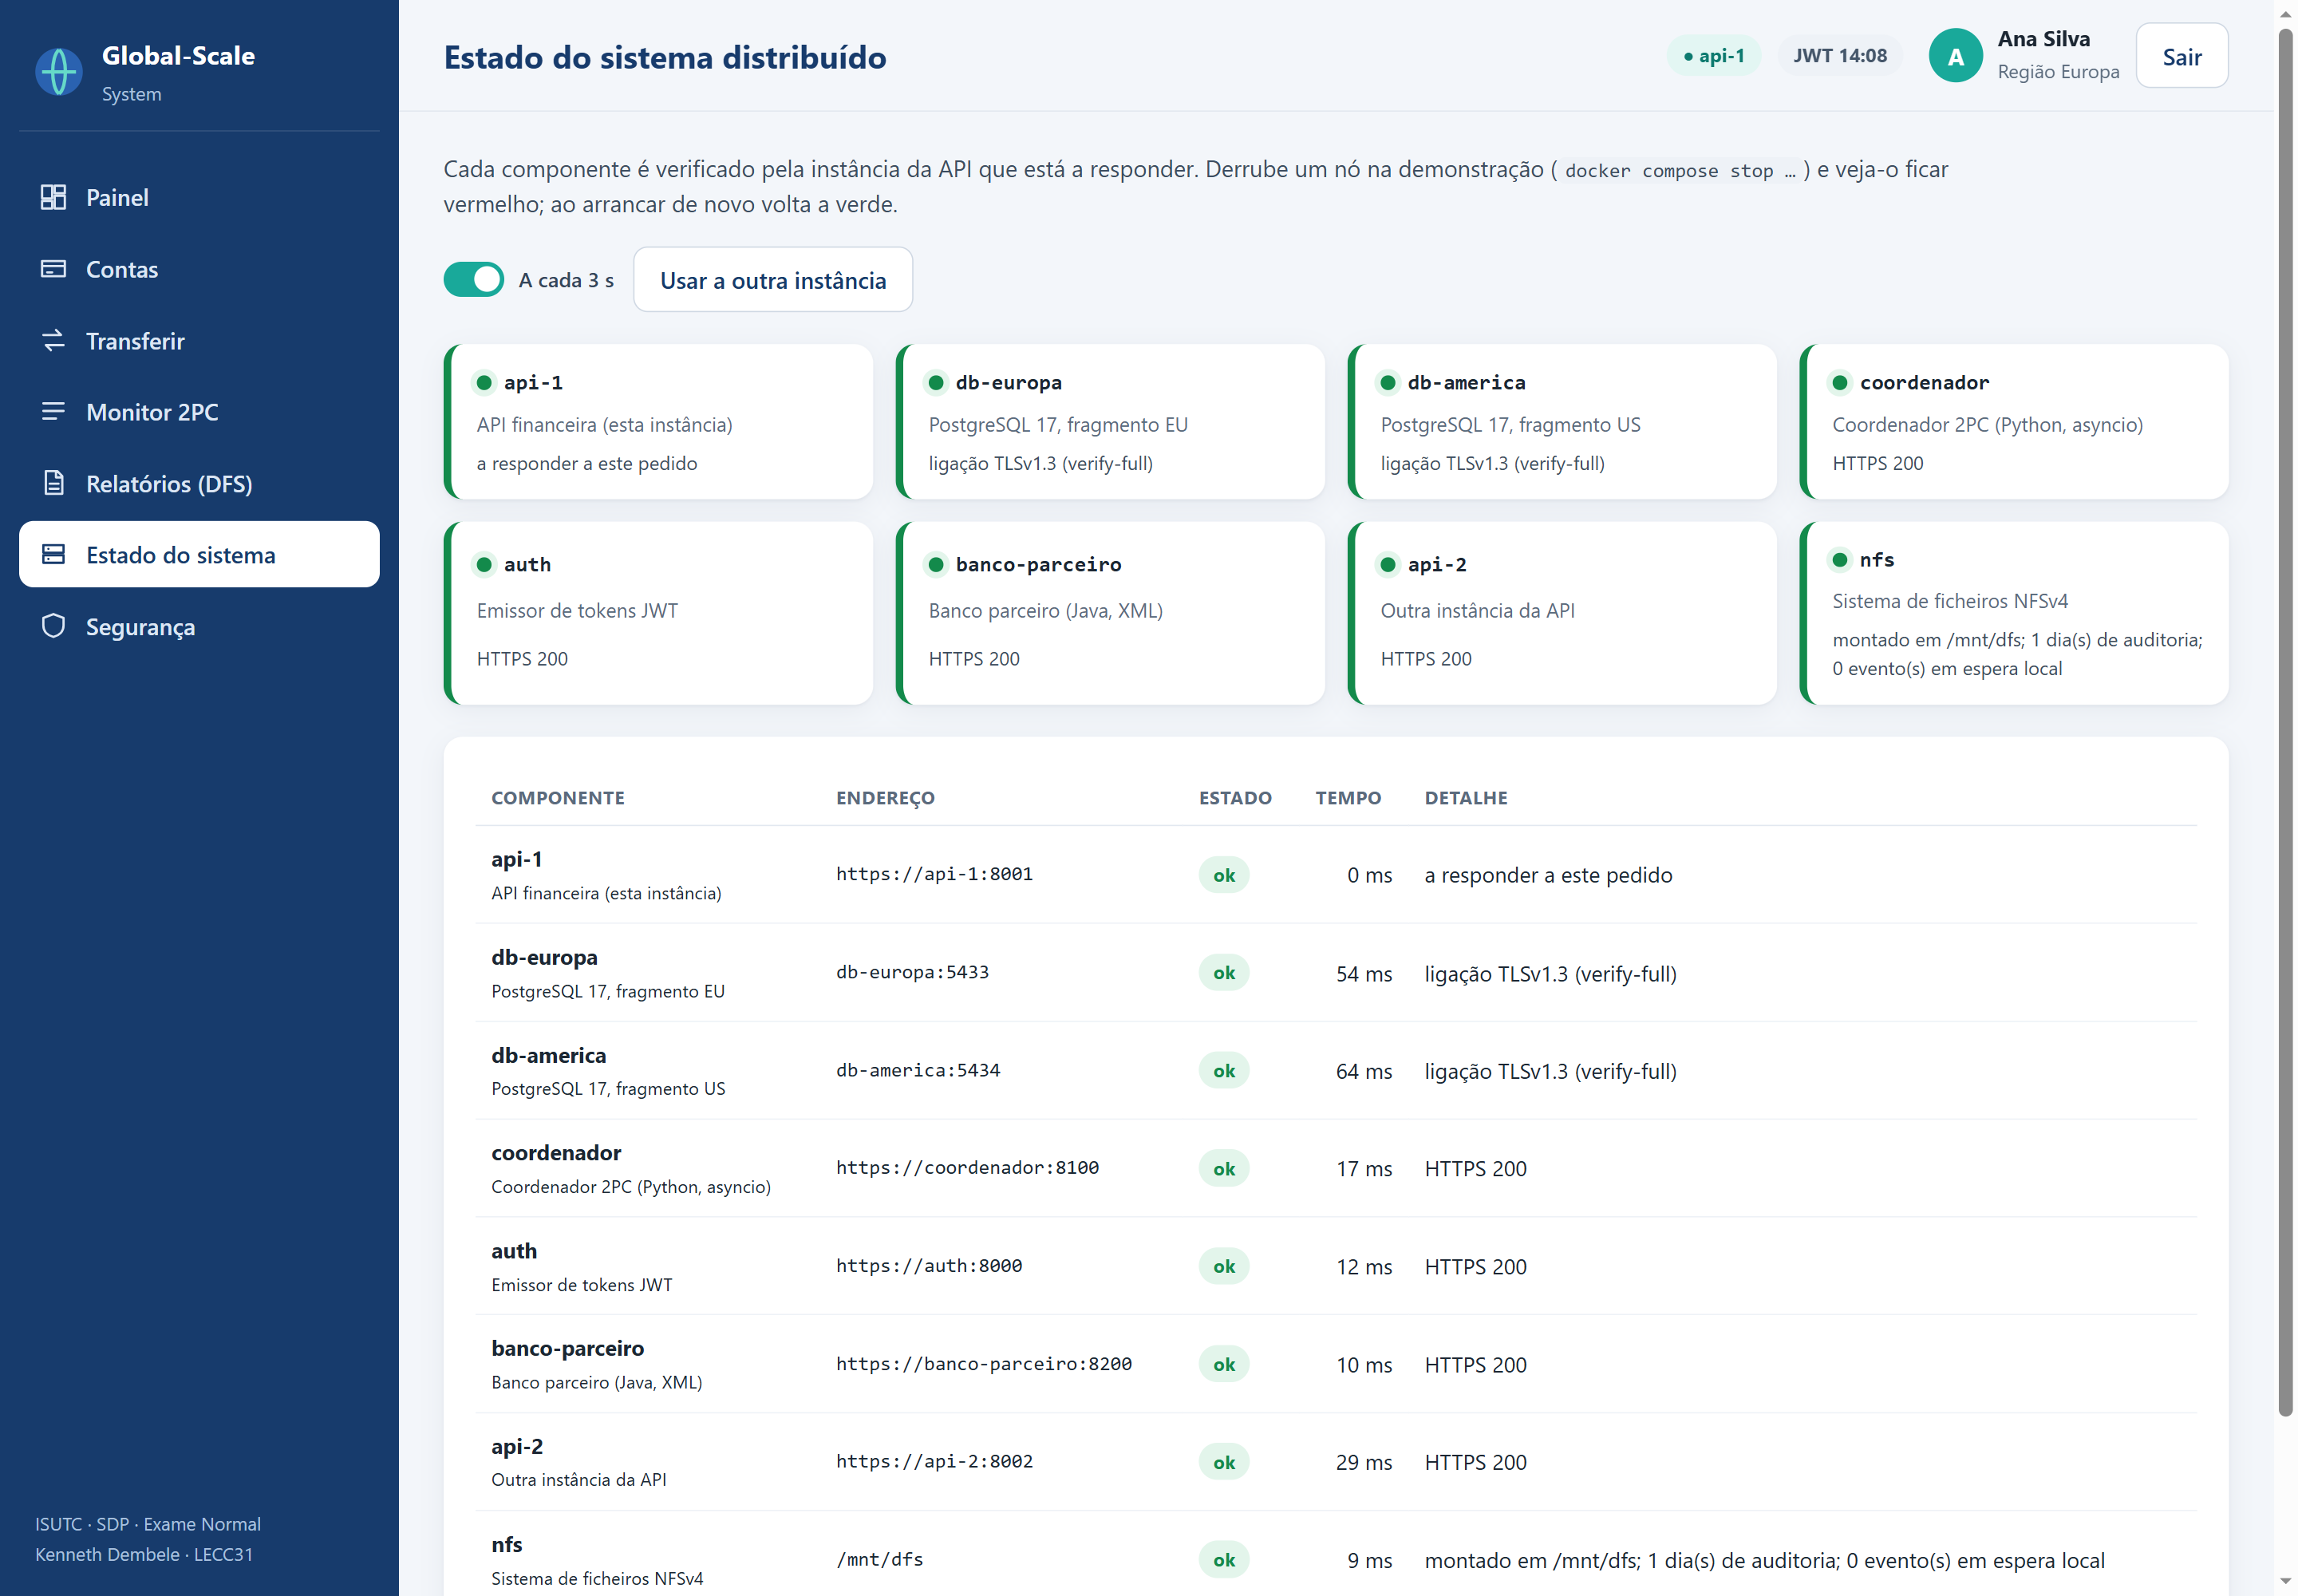 Global-Scale
System
Painel
Contas
Transferir
Monitor 2PC
Relatórios (DFS)
Estado do sistema
Segurança
ISUTC · SDP · Exame Normal
Kenneth Dembele · LECC31
Estado do sistema distribuído
• api-1
JWT 14:08
A
Ana Silva
Região Europa
Sair
Cada componente é verificado pela instância da API que está a responder. Derrube um nó na demonstração ( docker compose stop … ) e veja-o ficar
vermelho; ao arrancar de novo volta a verde.
A cada 3 s
Usar a outra instância
api-1
API financeira (esta instância)
a responder a este pedido
db-europa
PostgreSQL 17, fragmento EU
ligação TLSv1.3 (verify-full)
db-america
PostgreSQL 17, fragmento US
ligação TLSv1.3 (verify-full)
coordenador
Coordenador 2PC (Python, asyncio)
HTTPS 200
auth
Emissor de tokens JWT
HTTPS 200
banco-parceiro
Banco parceiro (Java, XML)
HTTPS 200
api-2
Outra instância da API
HTTPS 200
nfs
Sistema de ficheiros NFSv4
montado em /mnt/dfs; 1 dia(s) de auditoria;
0 evento(s) em espera local
COMPONENTE ENDEREÇO ESTADO TEMPO DETALHE
api-1
API financeira (esta instância)
https://api-1:8001 ok 0 ms a responder a este pedido
db-europa
PostgreSQL 17, fragmento EU
db-europa:5433 ok 54 ms ligação TLSv1.3 (verify-full)
db-america
PostgreSQL 17, fragmento US
db-america:5434 ok 64 ms ligação TLSv1.3 (verify-full)
coordenador
Coordenador 2PC (Python, asyncio)
https://coordenador:8100 ok 17 ms HTTPS 200
auth
Emissor de tokens JWT
https://auth:8000 ok 12 ms HTTPS 200
banco-parceiro
Banco parceiro (Java, XML)
https://banco-parceiro:8200 ok 10 ms HTTPS 200
api-2
Outra instância da API
https://api-2:8002 ok 29 ms HTTPS 200
nfs
Sistema de ficheiros NFSv4
/mnt/dfs ok 9 ms montado em /mnt/dfs; 1 dia(s) de auditoria; 0 evento(s) em espera local